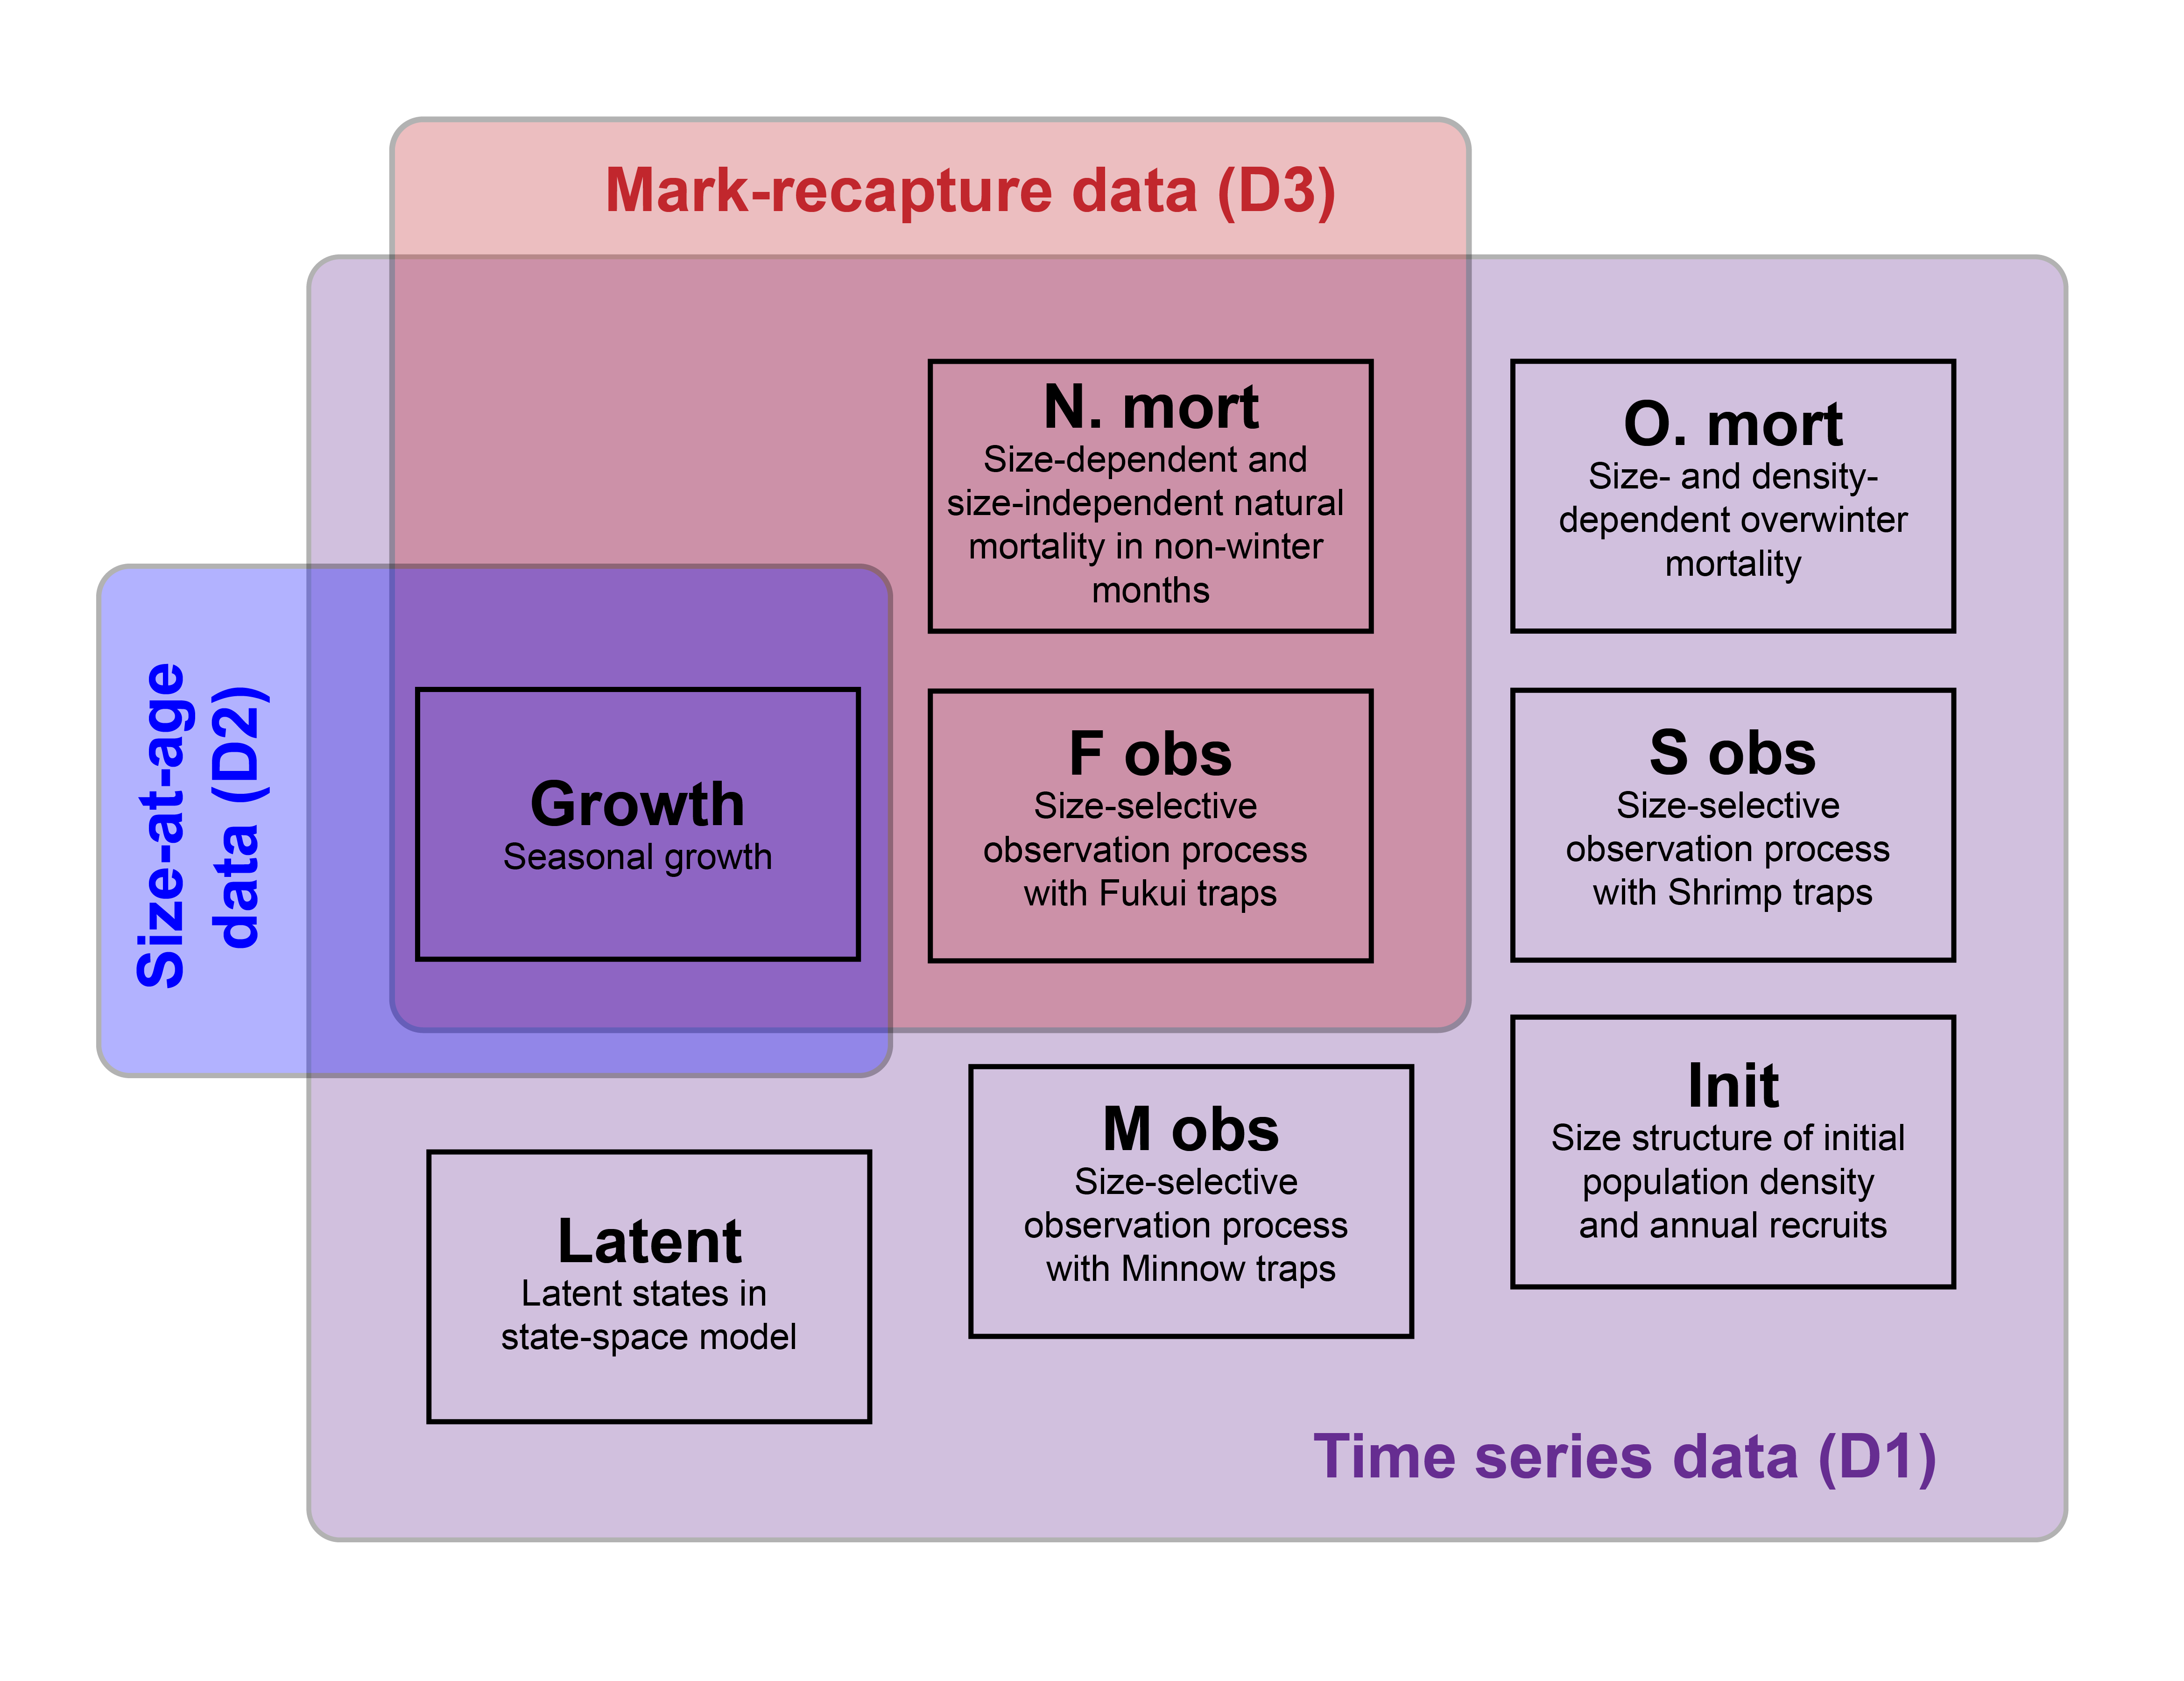 Mark-recapture data (D3)
N. mort
Size-dependent and
size-independent natural
mortality in non-winter
months
O. mort
Size- and density-
dependent overwinter
mortality
Size-at-age
data (D2)
Growth
Seasonal growth
F obs
Size-selective
observation process
with Fukui traps
S obs
Size-selective
observation process
with Shrimp traps
Latent
Latent states in
state-space model
M obs
Size-selective
observation process
with Minnow traps
Init
Size structure of initial
population density
and annual recruits
Time series data (D1)